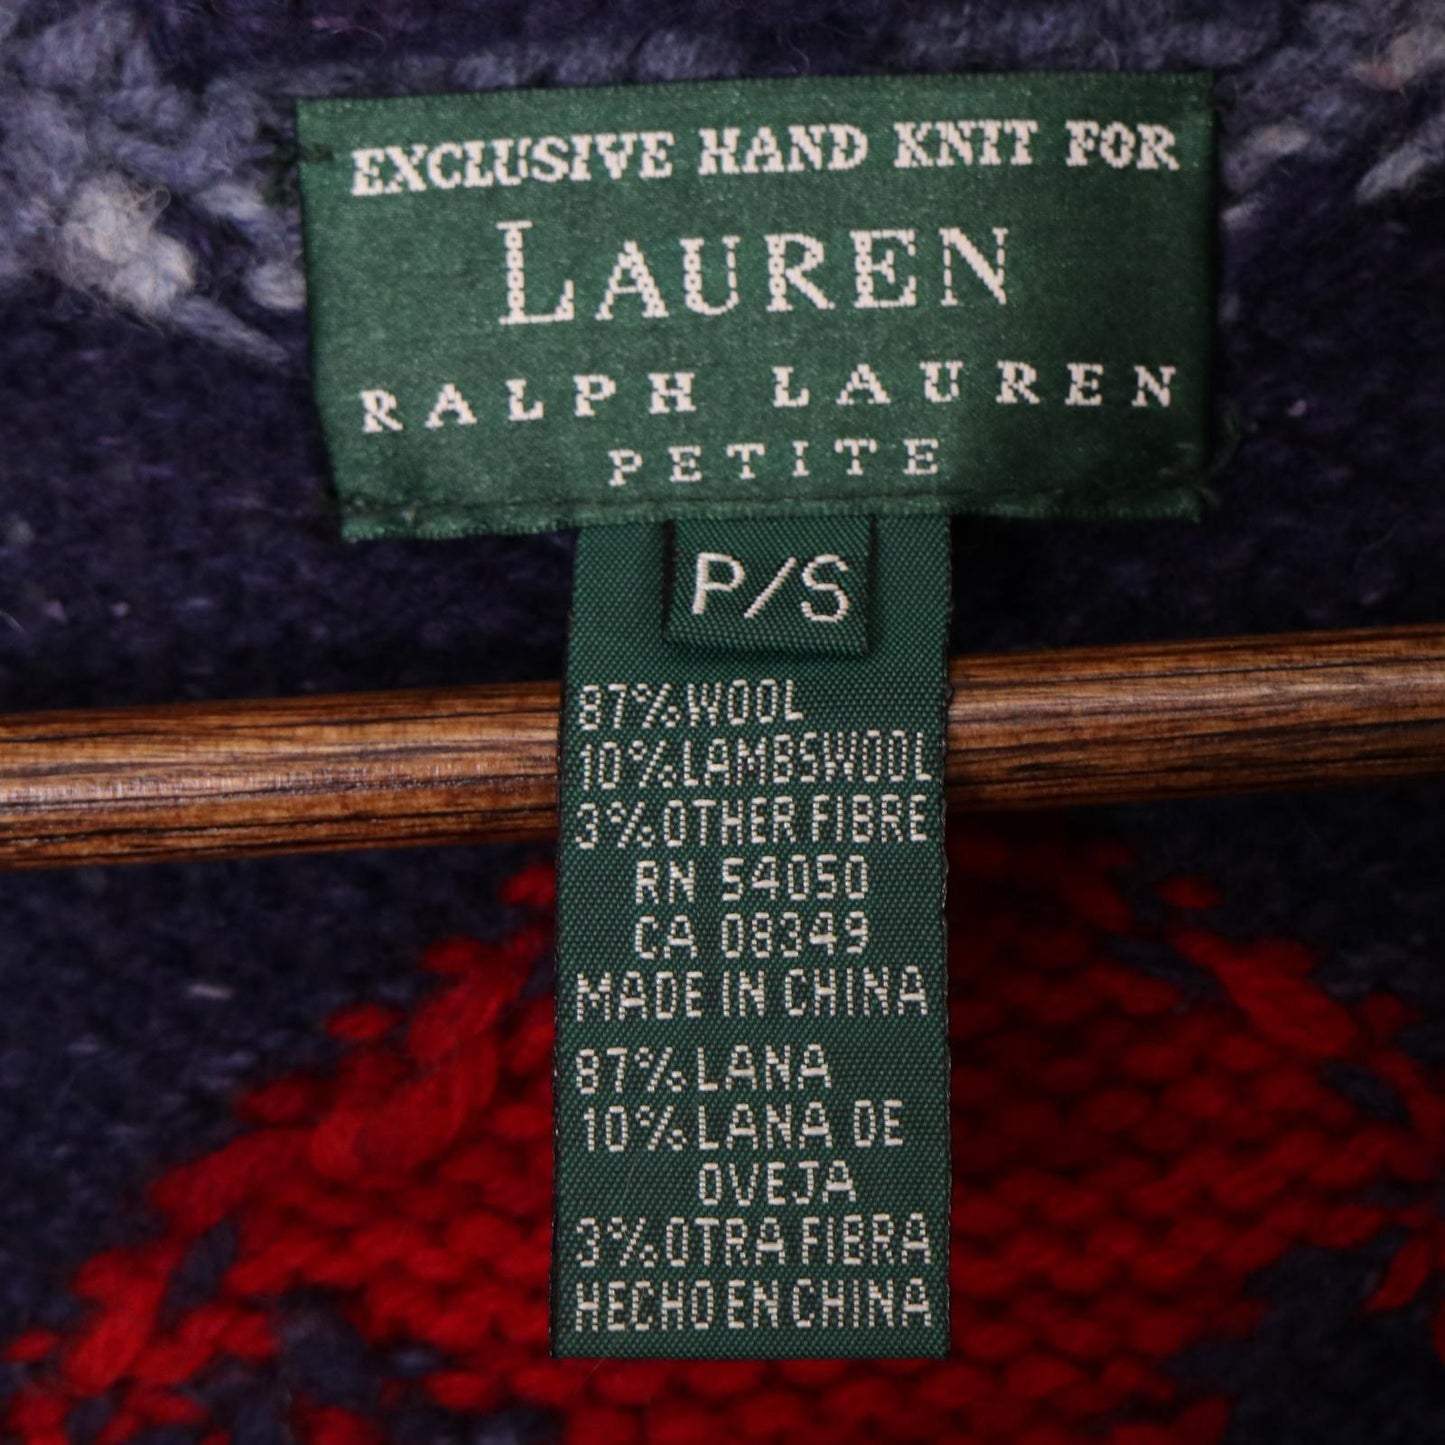 EXCLUSIVE HAND KNIT FOR
LAUREN
RALPH LAUREN
PETITE
P/S
87% WOOL
10% LAMBSWOOL
3% OTHER FIBRE
RN 54050
CA 08349
MADE IN CHINA
87% LANA
10% LANA DE
OVEJA
3% OTRA FIBRA
HECHO EN CHINA